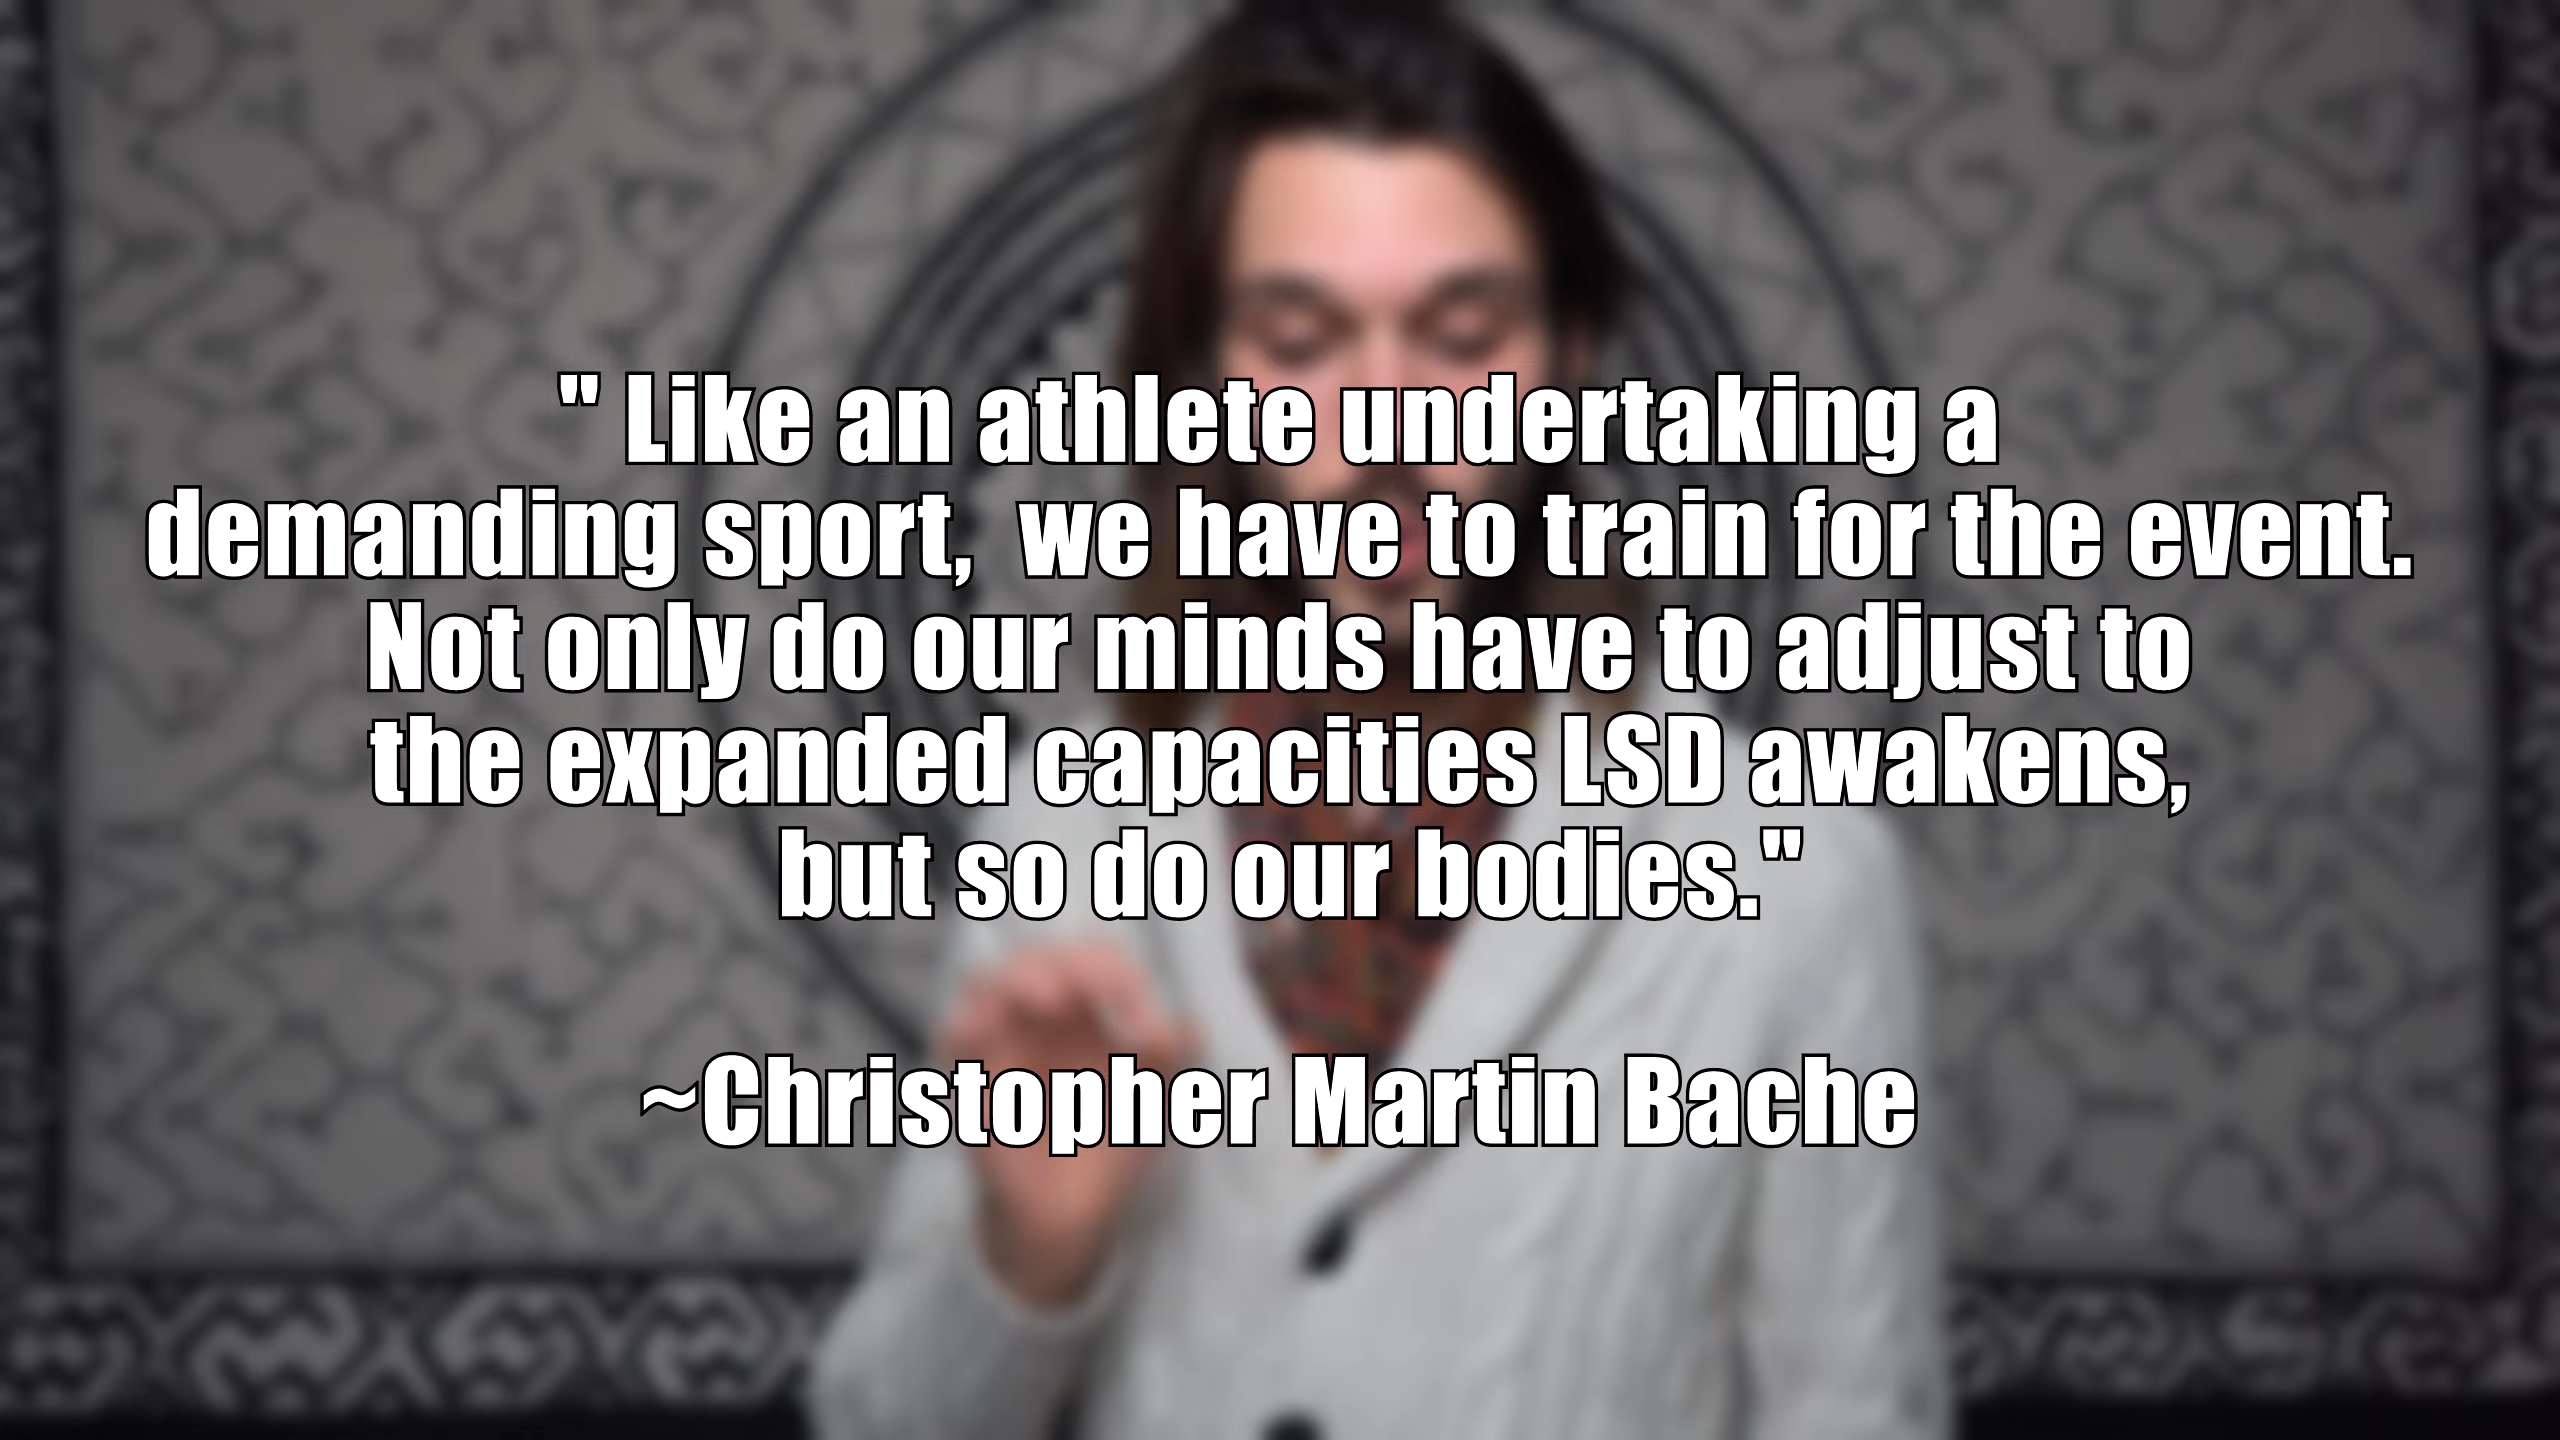 " Like an athlete undertaking a
demanding sport,  we have to train for the event.
Not only do our minds have to adjust to
the expanded capacities LSD awakens,
but so do our bodies."
~Christopher Martin Bache